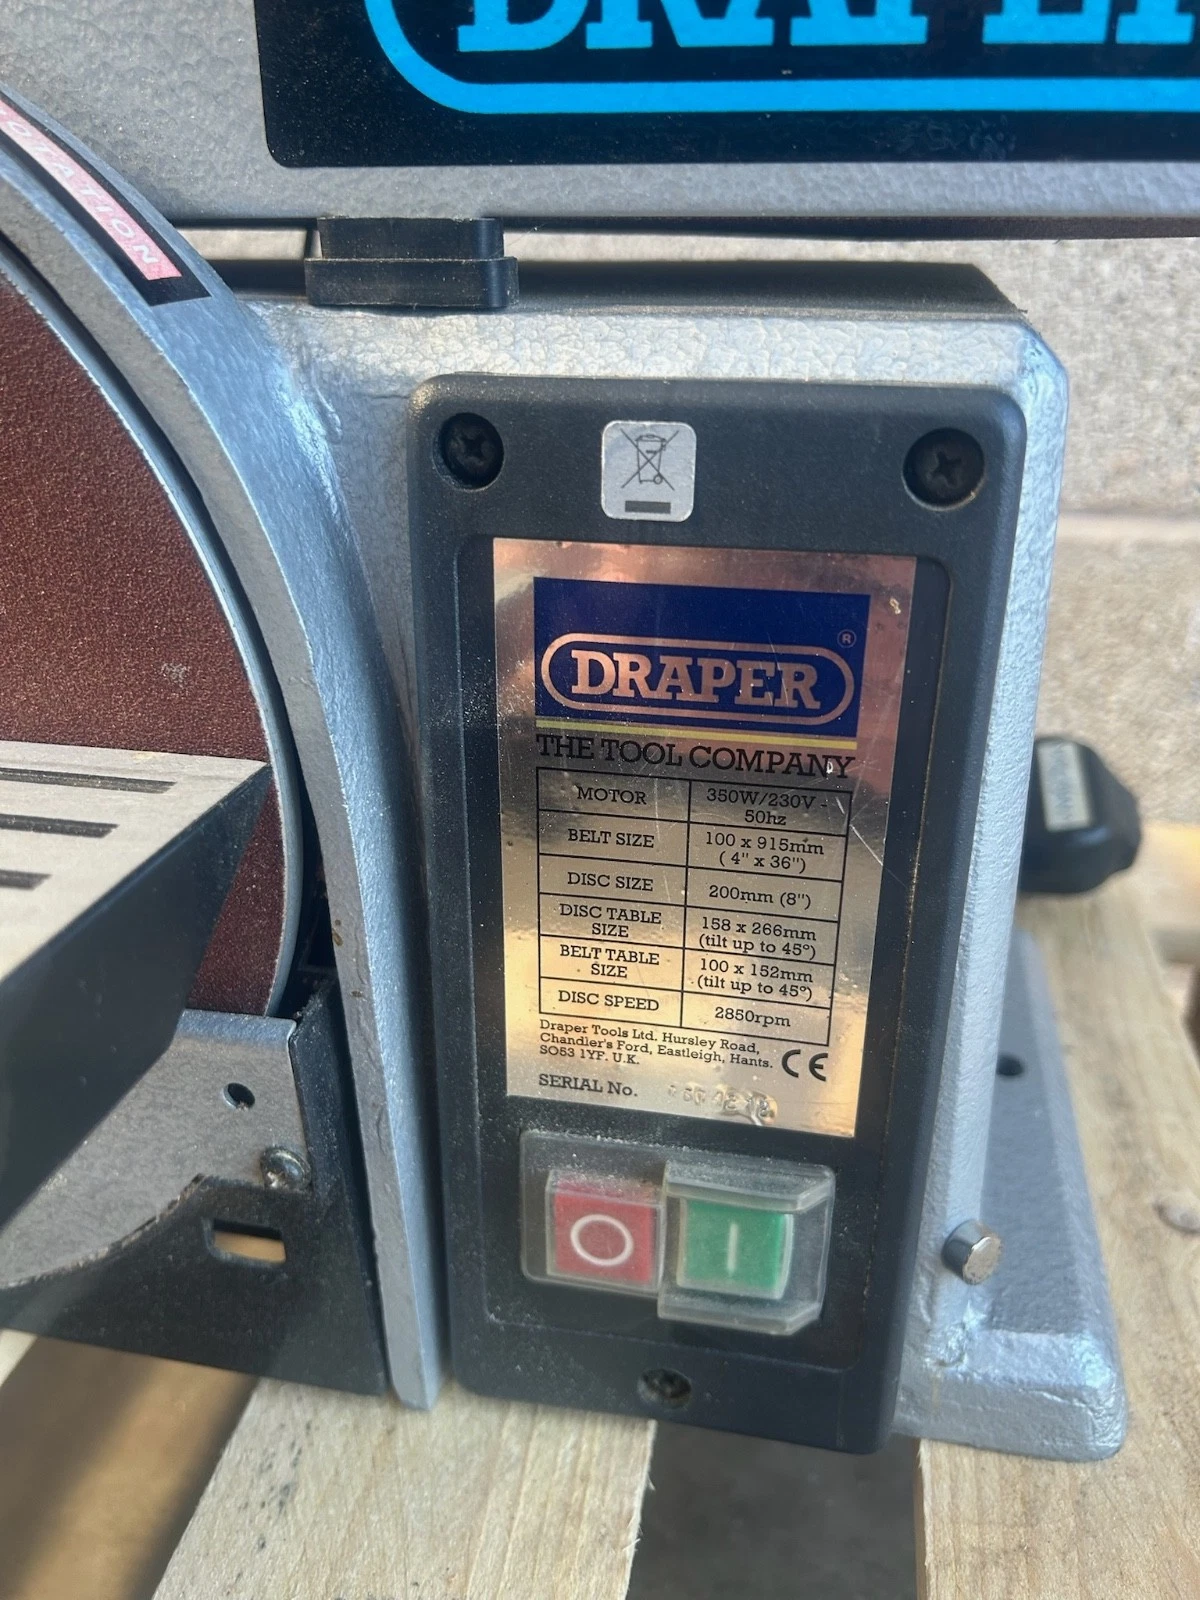 DRAPER
ROTATION
DRAPER ®
THE TOOL COMPANY
MOTOR 350W/230V -
50hz
BELT SIZE 100 x 915mm
( 4" x 36")
DISC SIZE 200mm (8")
DISC TABLE
SIZE 158 x 266mm
(tilt up to 45°)
BELT TABLE
SIZE 100 x 152mm
(tilt up to 45°)
DISC SPEED 2850rpm
Draper Tools Ltd. Hursley Road,
Chandler's Ford, Eastleigh, Hants.
SO53 1YF. U.K. CE
SERIAL No.
O I